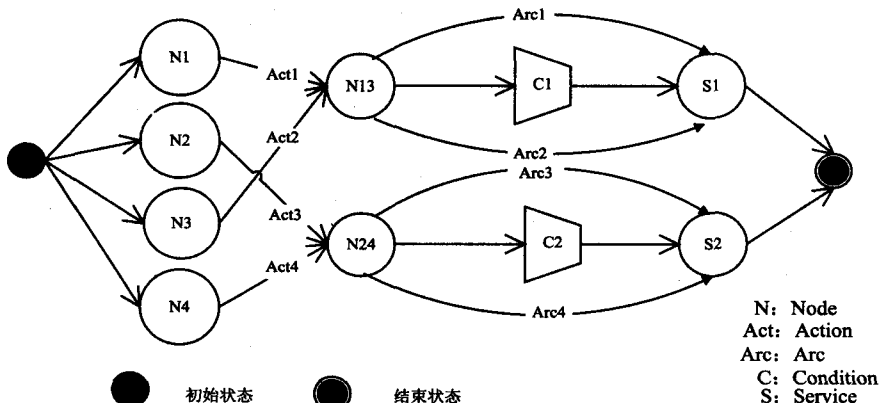 Arc1
N1
Act1
N13
C1
S1
N2
Act2
Arc2
Arc3
N3
Act3
N24
C2
S2
Act4
N4
Arc4
N：Node
Act：Action
Arc：Arc
C：Condition
S：Service
初始状态
结束状态